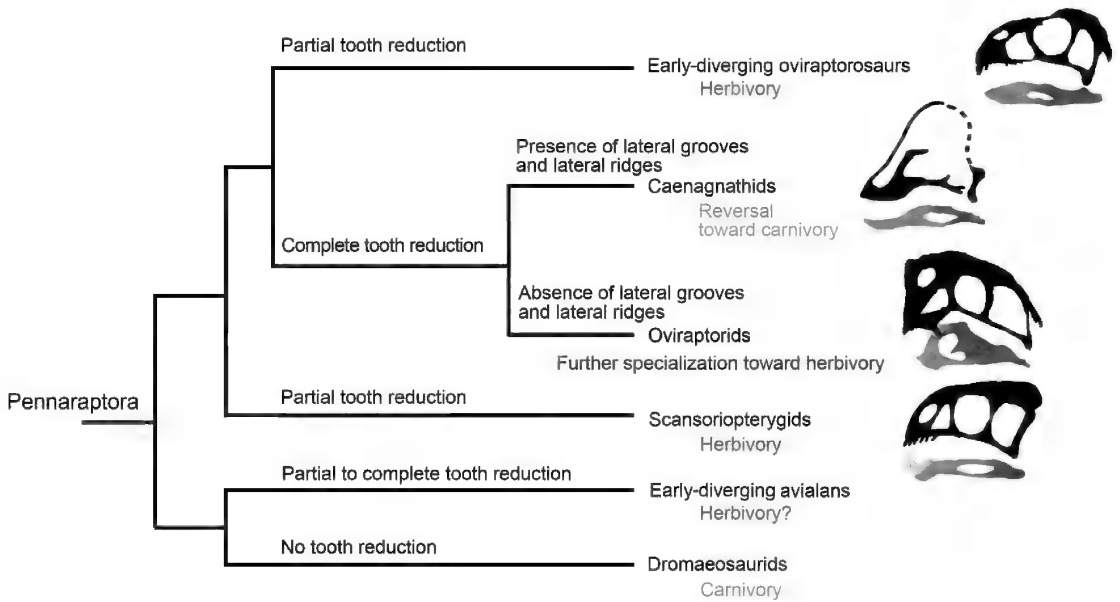 Partial tooth reduction
Early-diverging oviraptorosaurs
Herbivory
Presence of lateral grooves
and lateral ridges
Caenagnathids
Reversal
toward carnivory
Complete tooth reduction
Absence of lateral grooves
and lateral ridges
Oviraptorids
Further specialization toward herbivory
Pennaraptora
Partial tooth reduction
Scansoriopterygids
Herbivory
Partial to complete tooth reduction
Early-diverging avialans
Herbivory?
No tooth reduction
Dromaeosaurids
Carnivory